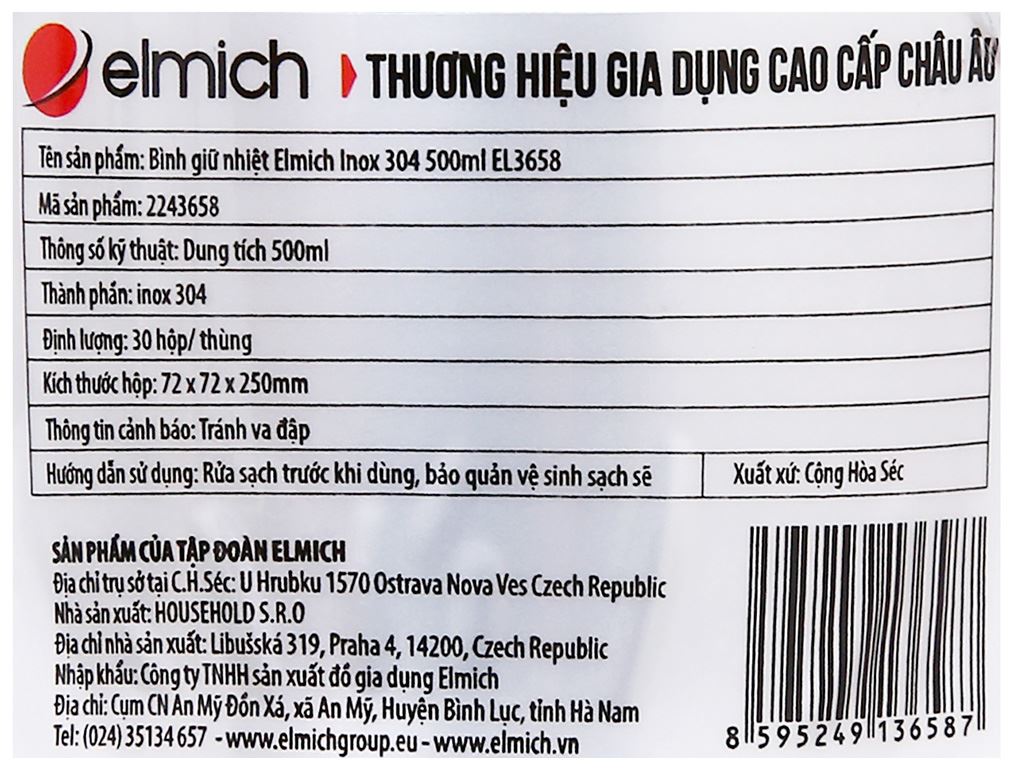 elmich THƯƠNG HIỆU GIA DỤNG CAO CẤP CHÂU ÂU
Tên sản phẩm: Bình giữ nhiệt Elmich Inox 304 500ml EL3658
Mã sản phẩm: 2243658
Thông số kỹ thuật: Dung tích 500ml
Thành phần: inox 304
Định lượng: 30 hộp/ thùng
Kích thước hộp: 72 x 72 x 250mm
Thông tin cảnh báo: Tránh va đập
Hướng dẫn sử dụng: Rửa sạch trước khi dùng, bảo quản vệ sinh sạch sẽ Xuất xứ: Cộng Hòa Séc
SẢN PHẨM CỦA TẬP ĐOÀN ELMICH
Địa chỉ trụ sở tại C.H.Séc: U Hrubku 1570 Ostrava Nova Ves Czech Republic
Nhà sản xuất: HOUSEHOLD S.R.O
Địa chỉ nhà sản xuất: Libušská 319, Praha 4, 14200, Czech Republic
Nhập khẩu: Công ty TNHH sản xuất đồ gia dụng Elmich
Địa chỉ: Cụm CN An Mỹ Đồn Xá, xã An Mỹ, Huyện Bình Lục, tỉnh Hà Nam
Tel: (024) 35134 657 - www.elmichgroup.eu - www.elmich.vn
8 595249 136587